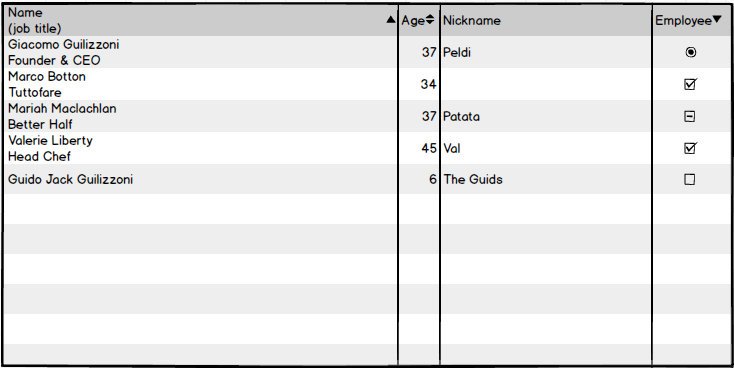 Name
(job title)
Age
Nickname
Employee
Giacomo Guilizzoni
Founder & CEO
37
Peldi
Marco Botton
Tuttofare
34
Mariah Maclachlan
Better Half
37
Patata
Valerie Liberty
Head Chef
45
Val
Guido Jack Guilizzoni
6
The Guids